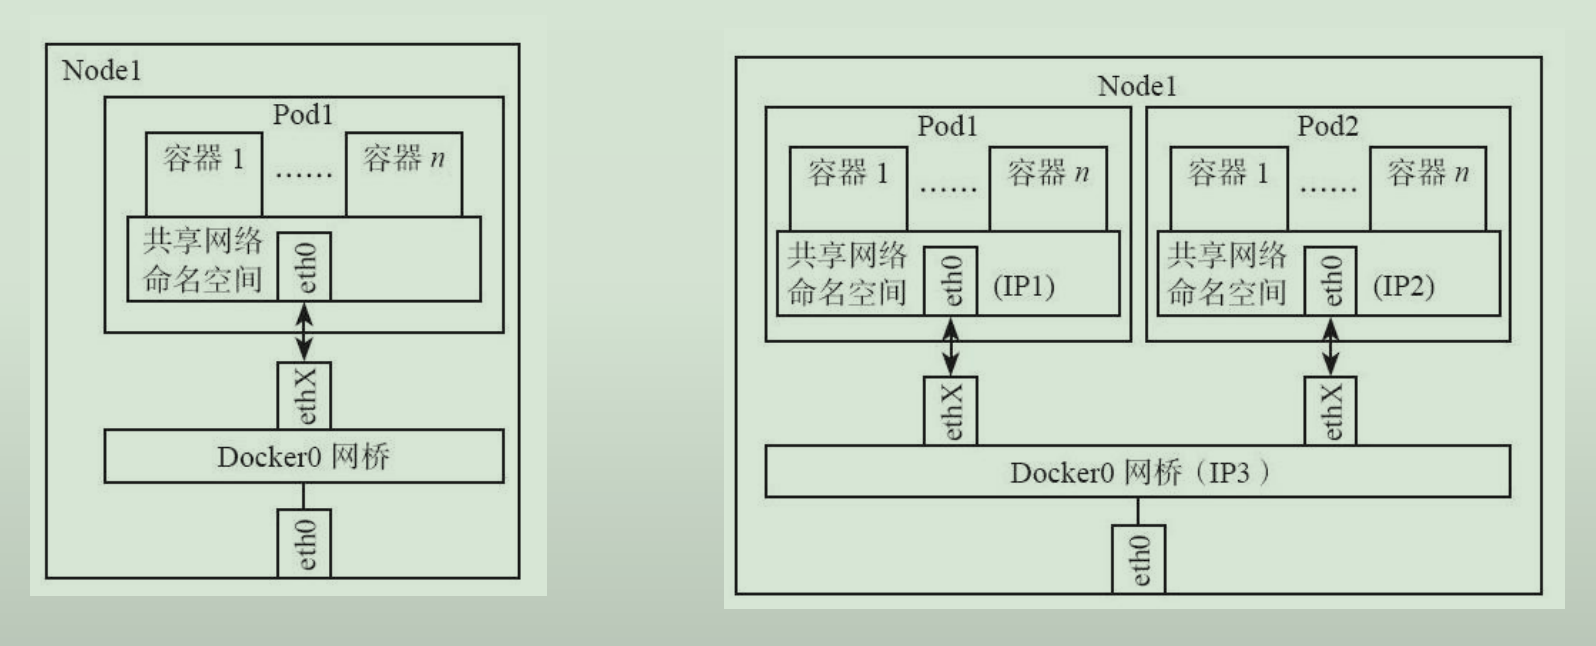 Node1
Pod1
容器 1
……
容器 n
共享网络
命名空间
eth0
ethX
Docker0 网桥
eth0
Node1
Pod1
容器 1
……
容器 n
共享网络
命名空间
eth0
(IP1)
ethX
Pod2
容器 1
……
容器 n
共享网络
命名空间
eth0
(IP2)
ethX
Docker0 网桥（IP3）
eth0